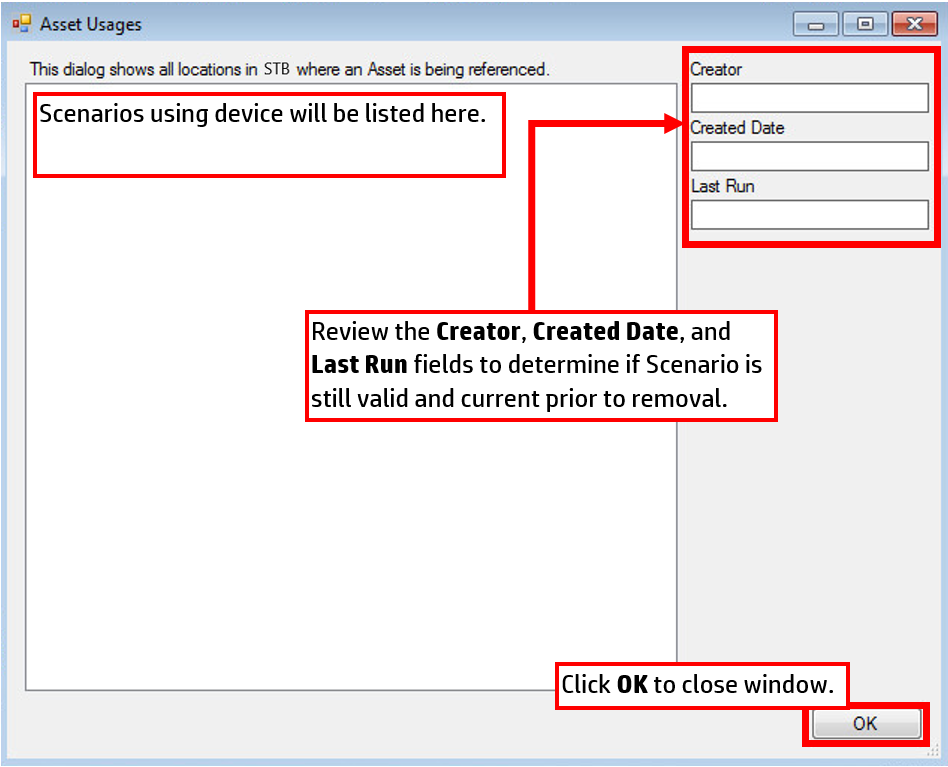 Asset Usages
This dialog shows all locations in STB where an Asset is being referenced.
Scenarios using device will be listed here.
Creator
Created Date
Last Run
Review the Creator, Created Date, and
Last Run fields to determine if Scenario is
still valid and current prior to removal.
Click OK to close window.
OK